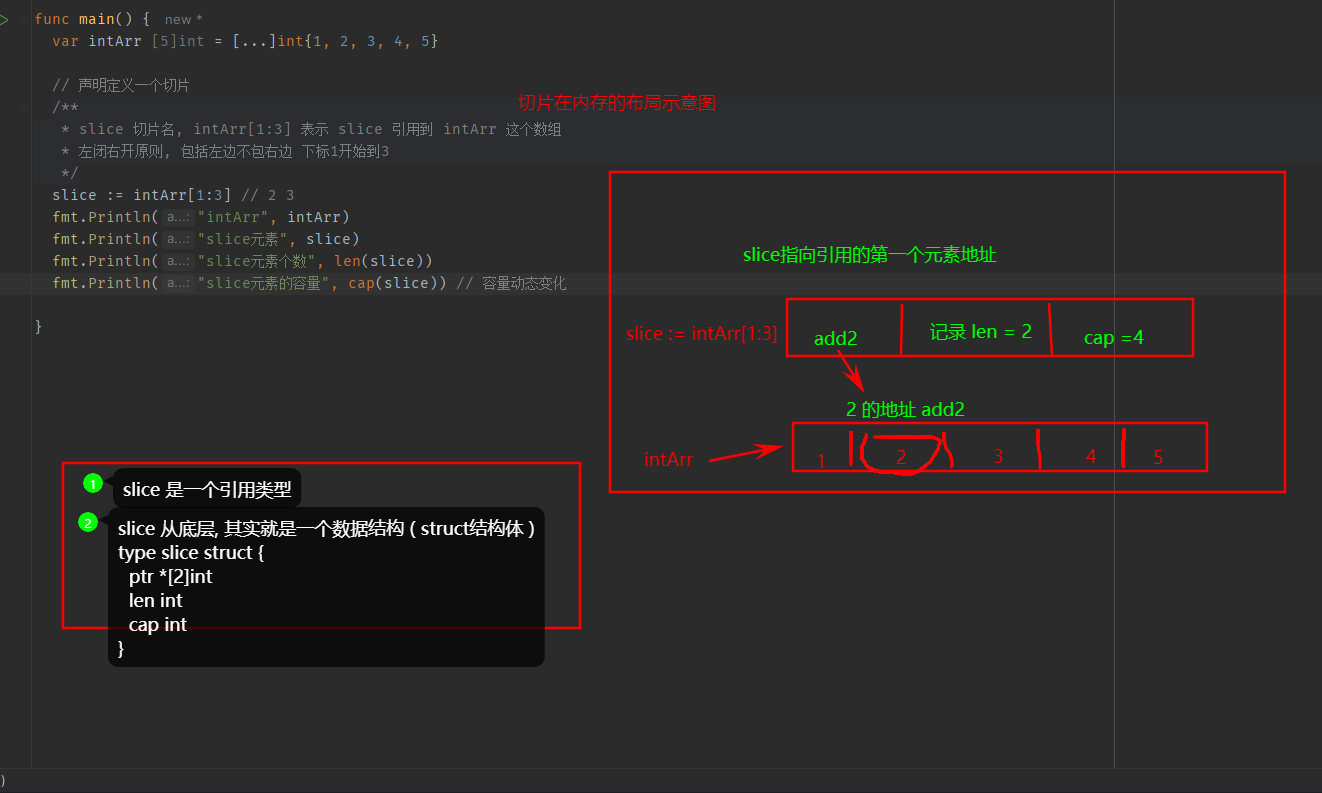 func main() { new *
var intArr [5]int = [...]int{1, 2, 3, 4, 5}
// 声明定义一个切片
/**
切片在内存的布局示意图
* slice 切片名, intArr[1:3] 表示 slice 引用到 intArr 这个数组
* 左闭右开原则, 包括左边不包右边 下标1开始到3
*/
slice := intArr[1:3] // 2 3
fmt.Println( a...: "intArr", intArr)
fmt.Println( a...: "slice元素", slice)
fmt.Println( a...: "slice元素个数", len(slice))
fmt.Println( a...: "slice元素的容量", cap(slice)) // 容量动态变化
}
slice指向引用的第一个元素地址
slice := intArr[1:3]
add2
记录 len = 2
cap =4
2 的地址 add2
intArr
1 2 3 4 5
1 slice 是一个引用类型
2 slice 从底层, 其实就是一个数据结构 ( struct结构体 )
type slice struct {
ptr *[2]int
len int
cap int
}
)